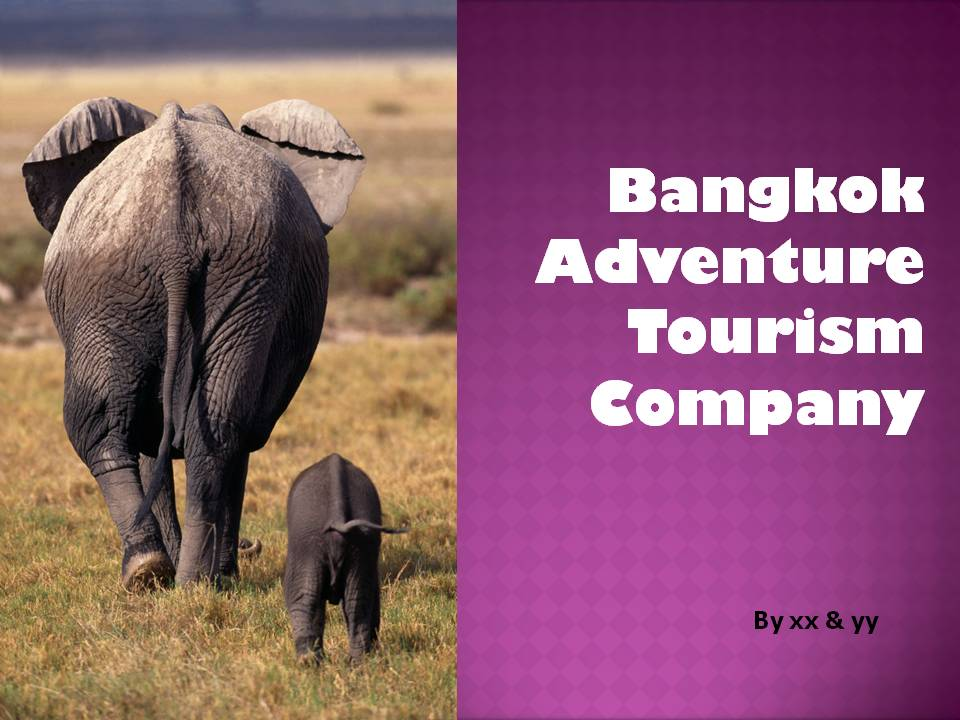 Bangkok
Adventure
Tourism
Company
By xx & yy